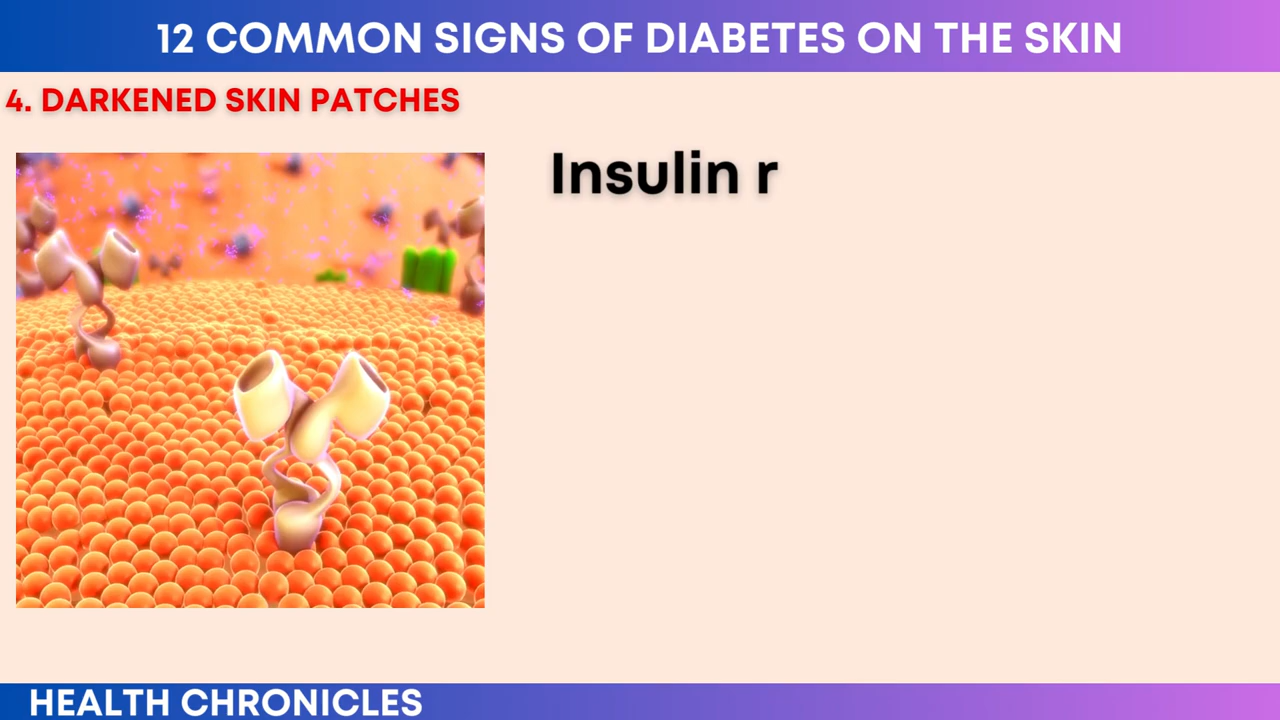 12 COMMON SIGNS OF DIABETES ON THE SKIN
4. DARKENED SKIN PATCHES
Insulin r
HEALTH CHRONICLES